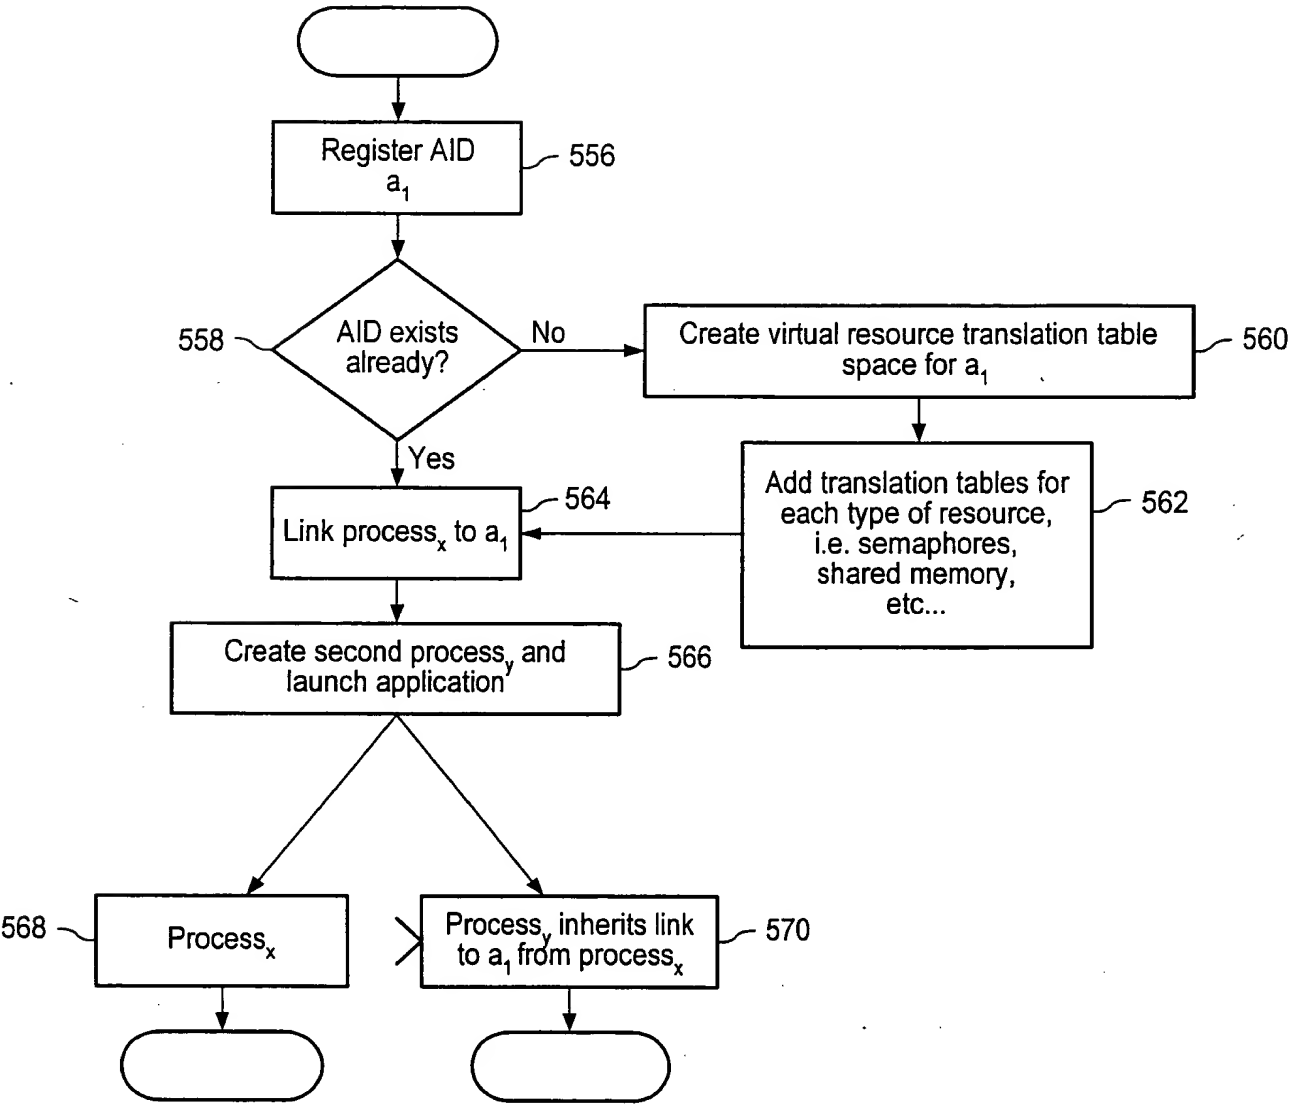 Register AID
a₁
556
AID exists
already?
558
No
Create virtual resource translation table
space for a₁
560
Yes
Add translation tables for
each type of resource,
i.e. semaphores,
shared memory,
etc...
562
Link processₓ to a₁
564
Create second processᵧ and
launch application
566
Processₓ
568
Processᵧ inherits link
to a₁ from processₓ
570